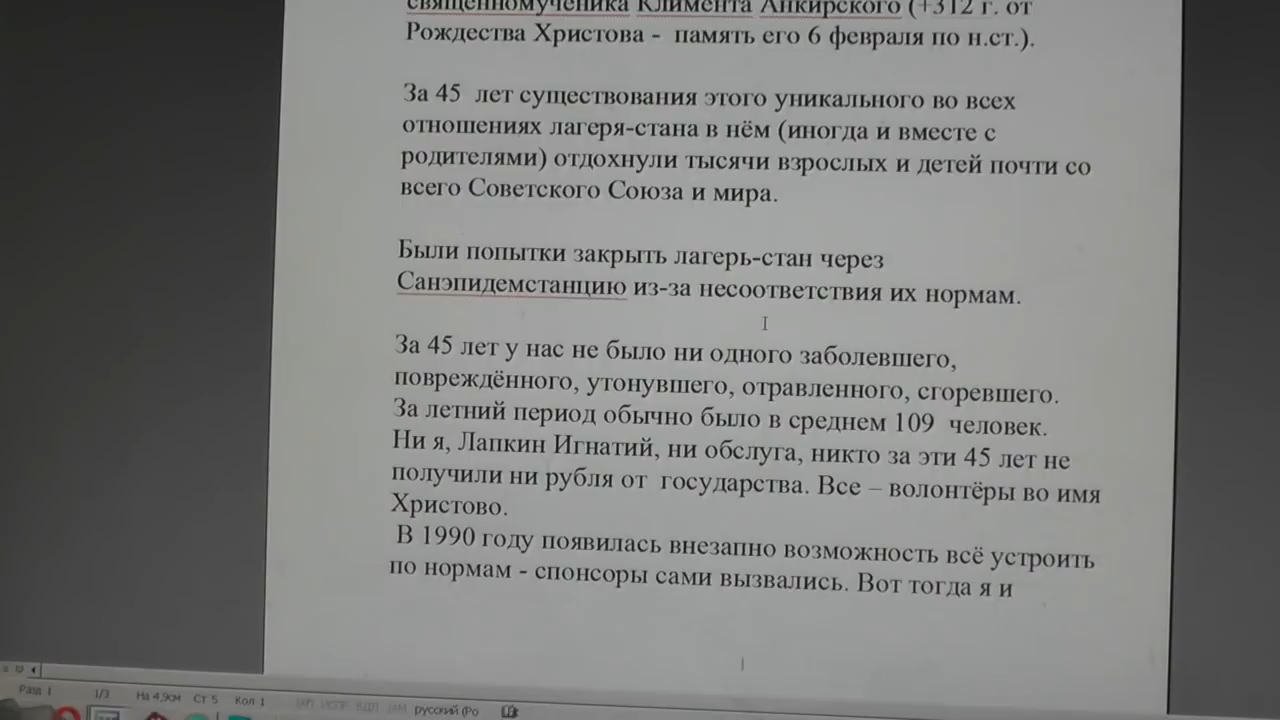 священномученика Климента Анкирского (+312 г. от
Рождества Христова -  память его 6 февраля по н.ст.).
За 45  лет существования этого уникального во всех
отношениях лагеря-стана в нём (иногда и вместе с
родителями) отдохнули тысячи взрослых и детей почти со
всего Советского Союза и мира.
Были попытки закрыть лагерь-стан через
Санэпидемстанцию из-за несоответствия их нормам.
За 45 лет у нас не было ни одного заболевшего,
повреждённого, утонувшего, отравленного, сгоревшего.
За летний период обычно было в среднем 109  человек.
Ни я, Лапкин Игнатий, ни обслуга, никто за эти 45 лет не
получили ни рубля от  государства. Все – волонтёры во имя
Христово.
В 1990 году появилась внезапно возможность всё устроить
по нормам - спонсоры сами вызвались. Вот тогда я и
Разд 1 1/3 На 4,9см Ст 5 Кол 1 ЗАП ИСПР ВДЛ ЗАМ русский (Ро